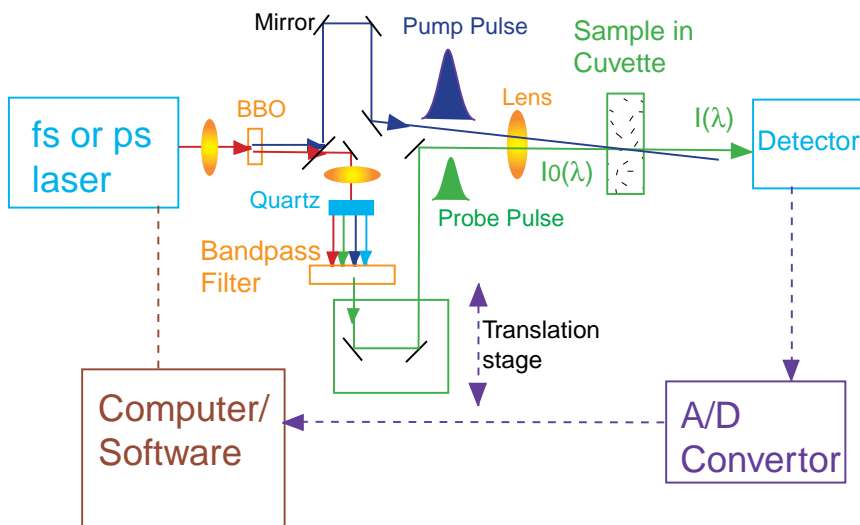 Mirror
Pump Pulse
Sample in
Cuvette
fs or ps
laser
BBO
Lens
I(λ)
Detector
I0(λ)
Quartz
Probe Pulse
Bandpass
Filter
Translation
stage
Computer/
Software
A/D
Convertor